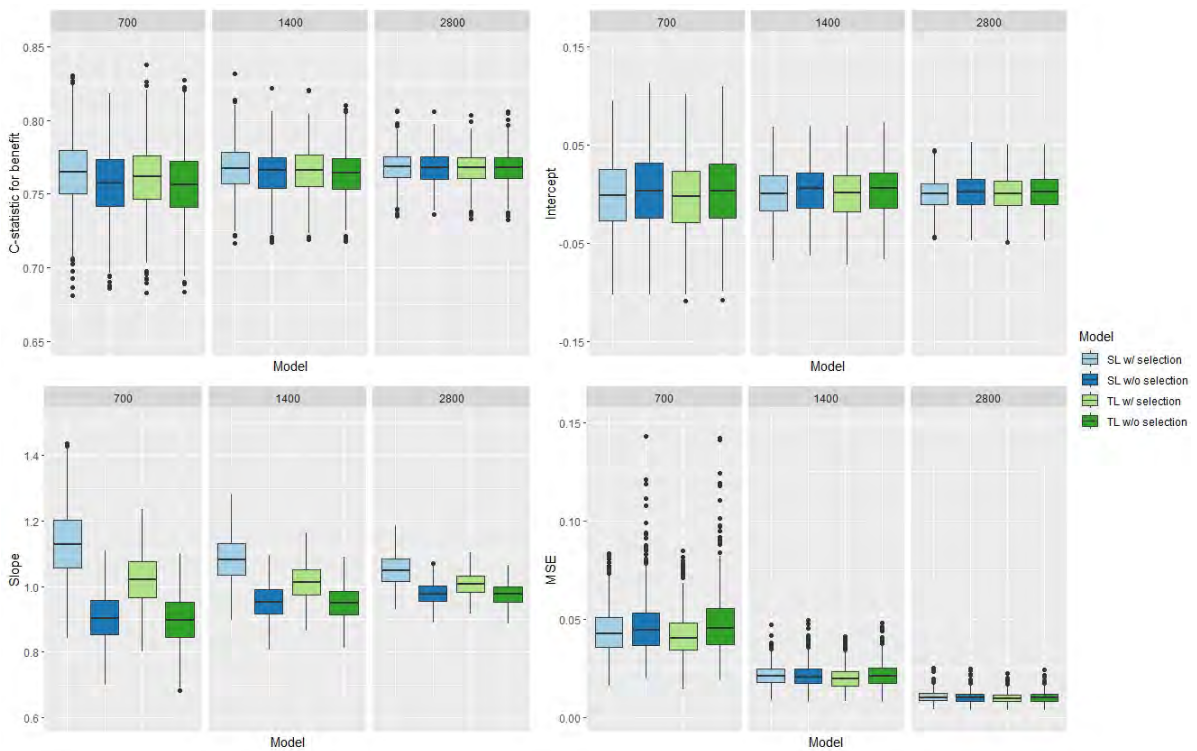 700 1400 2800
0.85
0.80
0.75
0.70
0.65
C-statistic for benefit
Model
700 1400 2800
0.15
0.05
-0.05
-0.15
Intercept
Model
Model
SL w/ selection
SL w/o selection
TL w/ selection
TL w/o selection
700 1400 2800
1.4
1.2
1.0
0.8
0.6
Slope
Model
700 1400 2800
0.15
0.10
0.05
0.00
MSE
Model